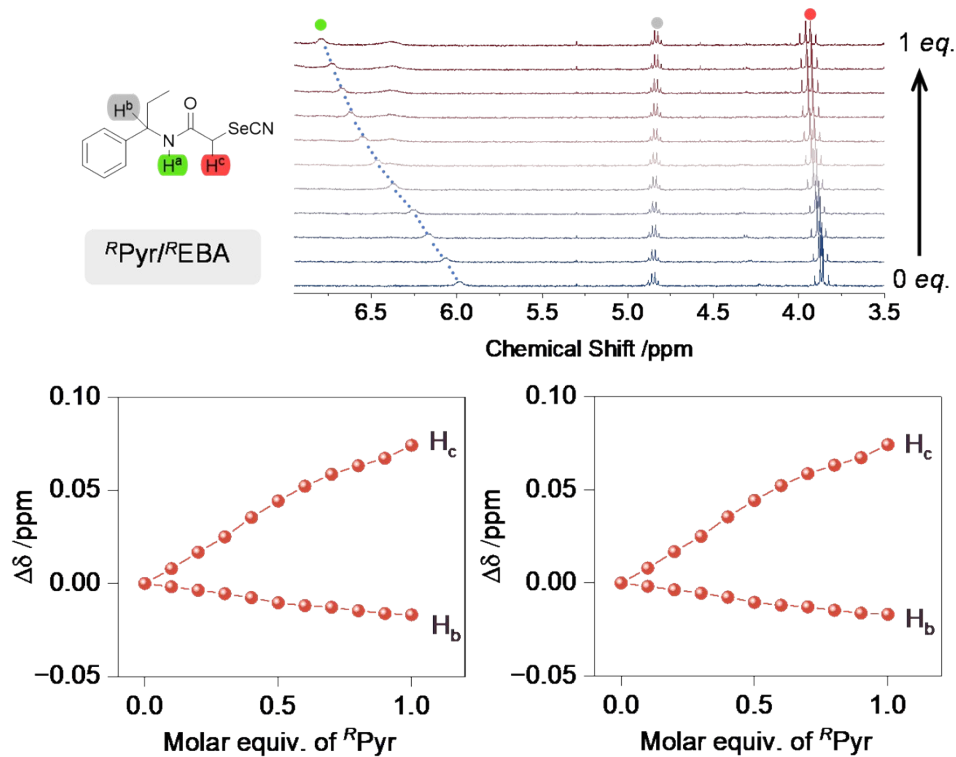 1 eq.
H^b
O
N
SeCN
H^a
H^c
^RPyr/^REBA
0 eq.
6.5 6.0 5.5 5.0 4.5 4.0 3.5
Chemical Shift /ppm
0.10
0.05
0.00
−0.05
Δδ /ppm
H_c
H_b
0.0 0.5 1.0
Molar equiv. of ^RPyr
0.10
0.05
0.00
−0.05
Δδ /ppm
H_c
H_b
0.0 0.5 1.0
Molar equiv. of ^RPyr